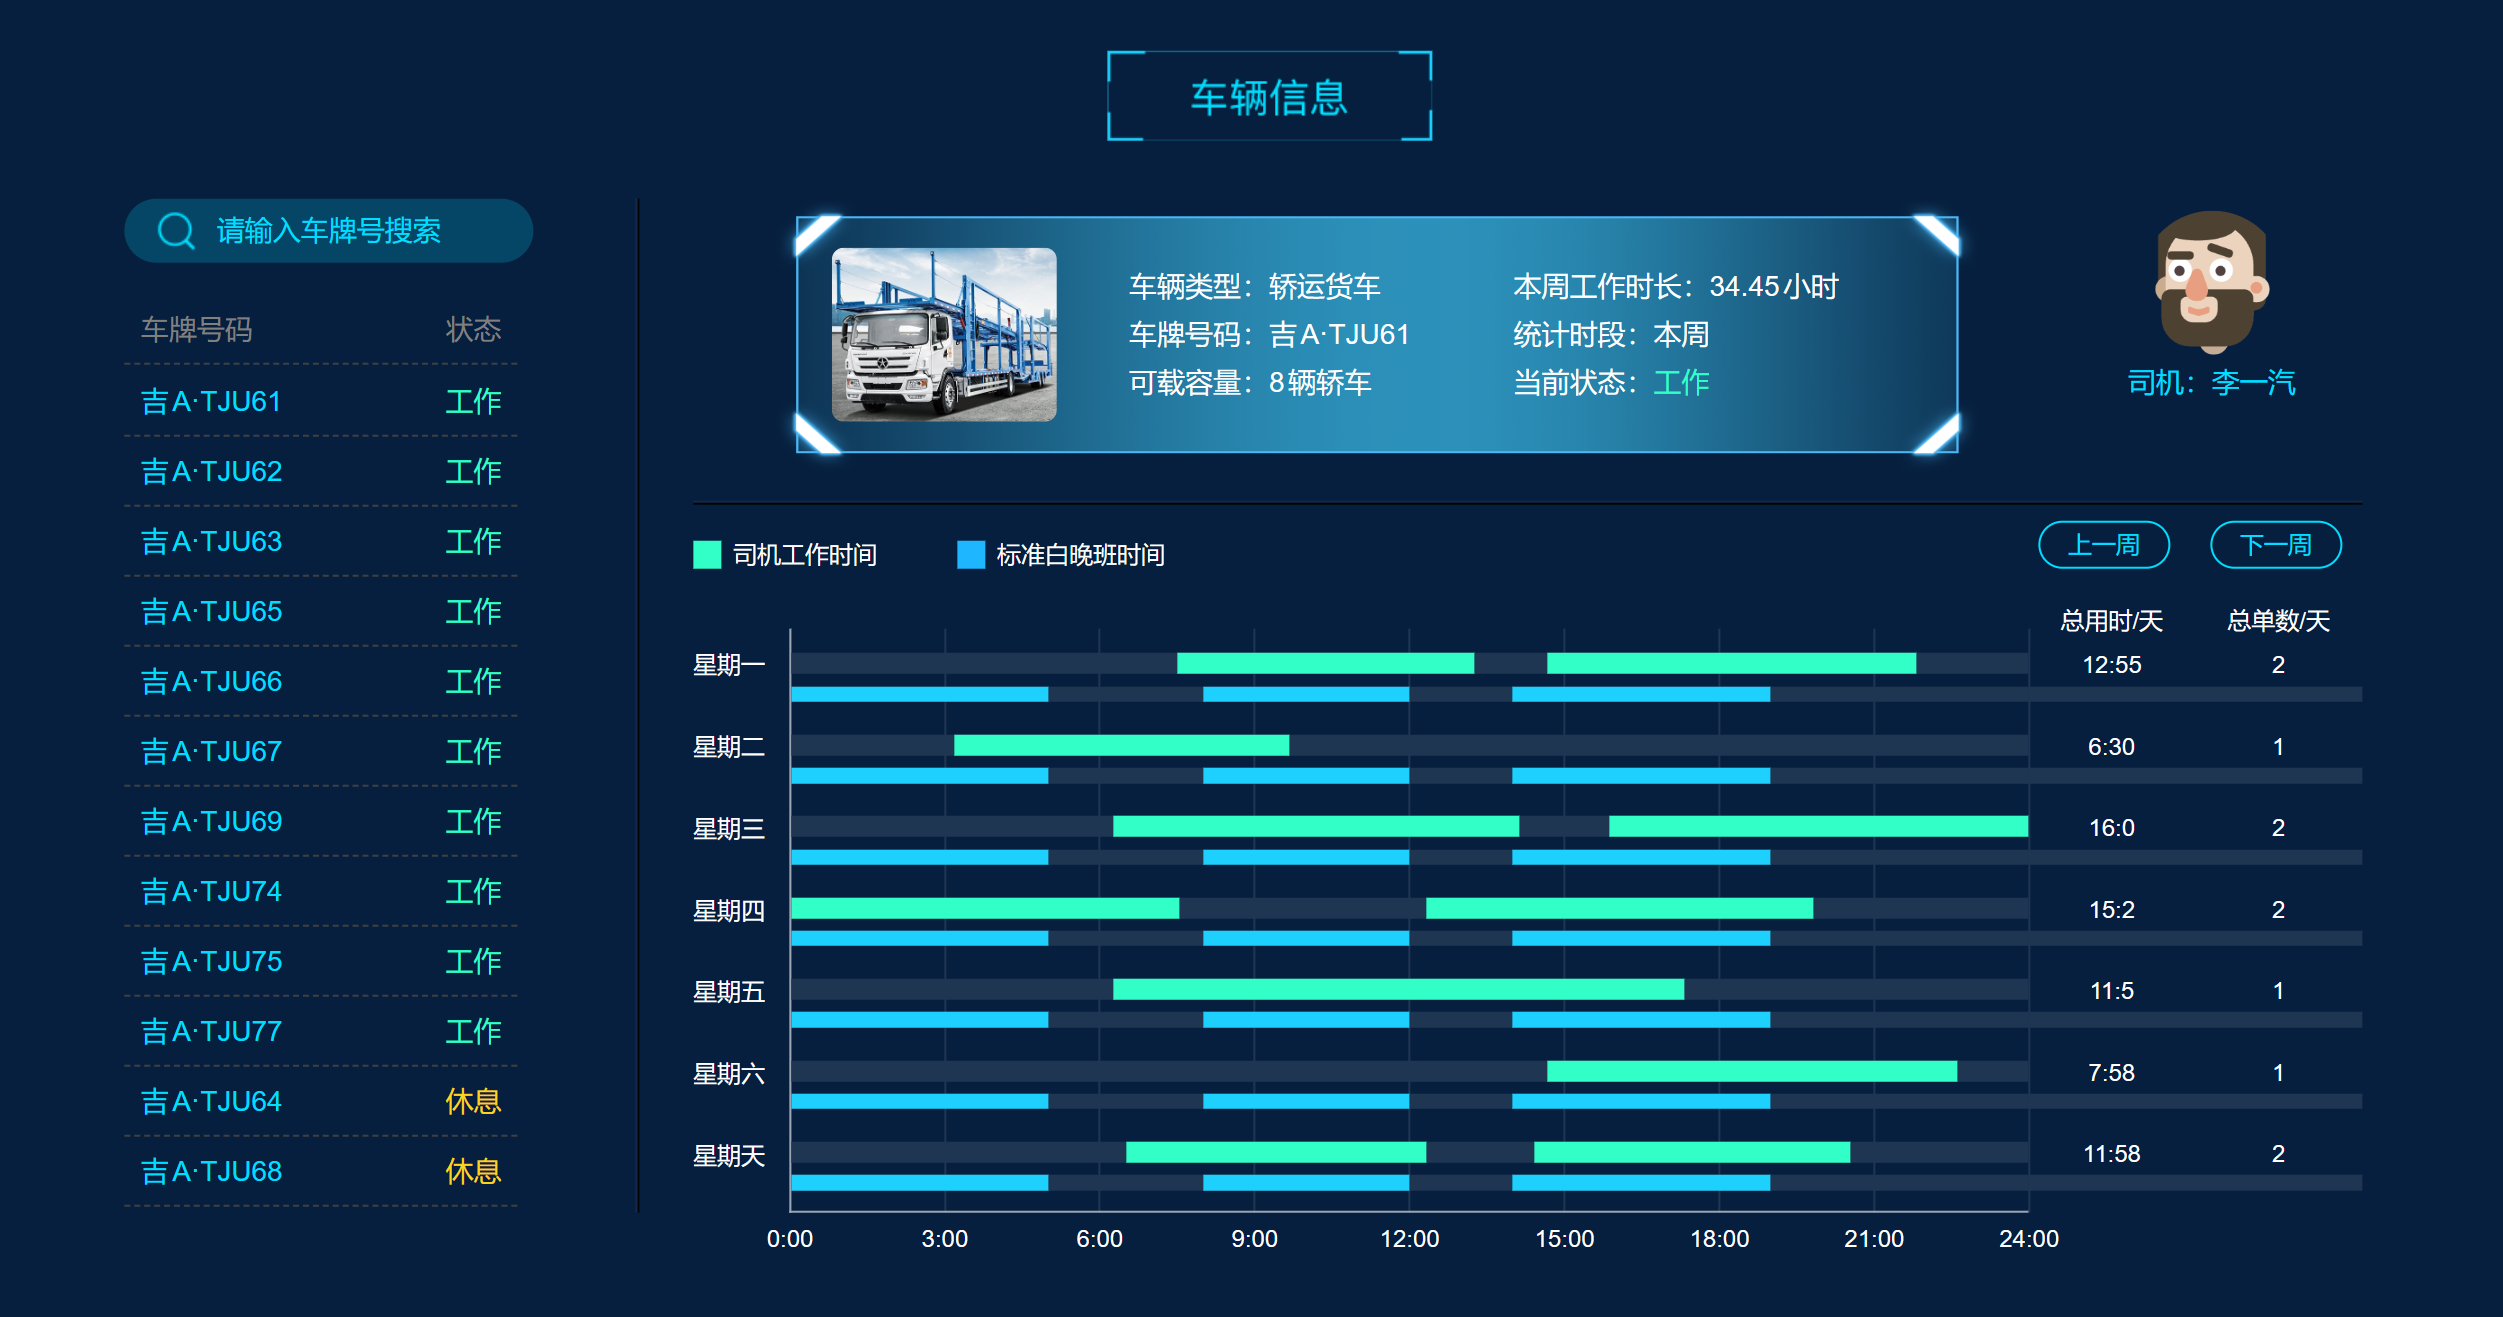 车辆信息
请输入车牌号搜索
车牌号码 状态
吉A·TJU61 工作
吉A·TJU62 工作
吉A·TJU63 工作
吉A·TJU65 工作
吉A·TJU66 工作
吉A·TJU67 工作
吉A·TJU69 工作
吉A·TJU74 工作
吉A·TJU75 工作
吉A·TJU77 工作
吉A·TJU64 休息
吉A·TJU68 休息
车辆类型：轿运货车 本周工作时长：34.45小时
车牌号码：吉A·TJU61 统计时段：本周
可载容量：8辆轿车 当前状态：工作
司机：李一汽
司机工作时间 标准白晚班时间 上一周 下一周
总用时/天 总单数/天
星期一 12:55 2
星期二 6:30 1
星期三 16:0 2
星期四 15:2 2
星期五 11:5 1
星期六 7:58 1
星期天 11:58 2
0:00 3:00 6:00 9:00 12:00 15:00 18:00 21:00 24:00